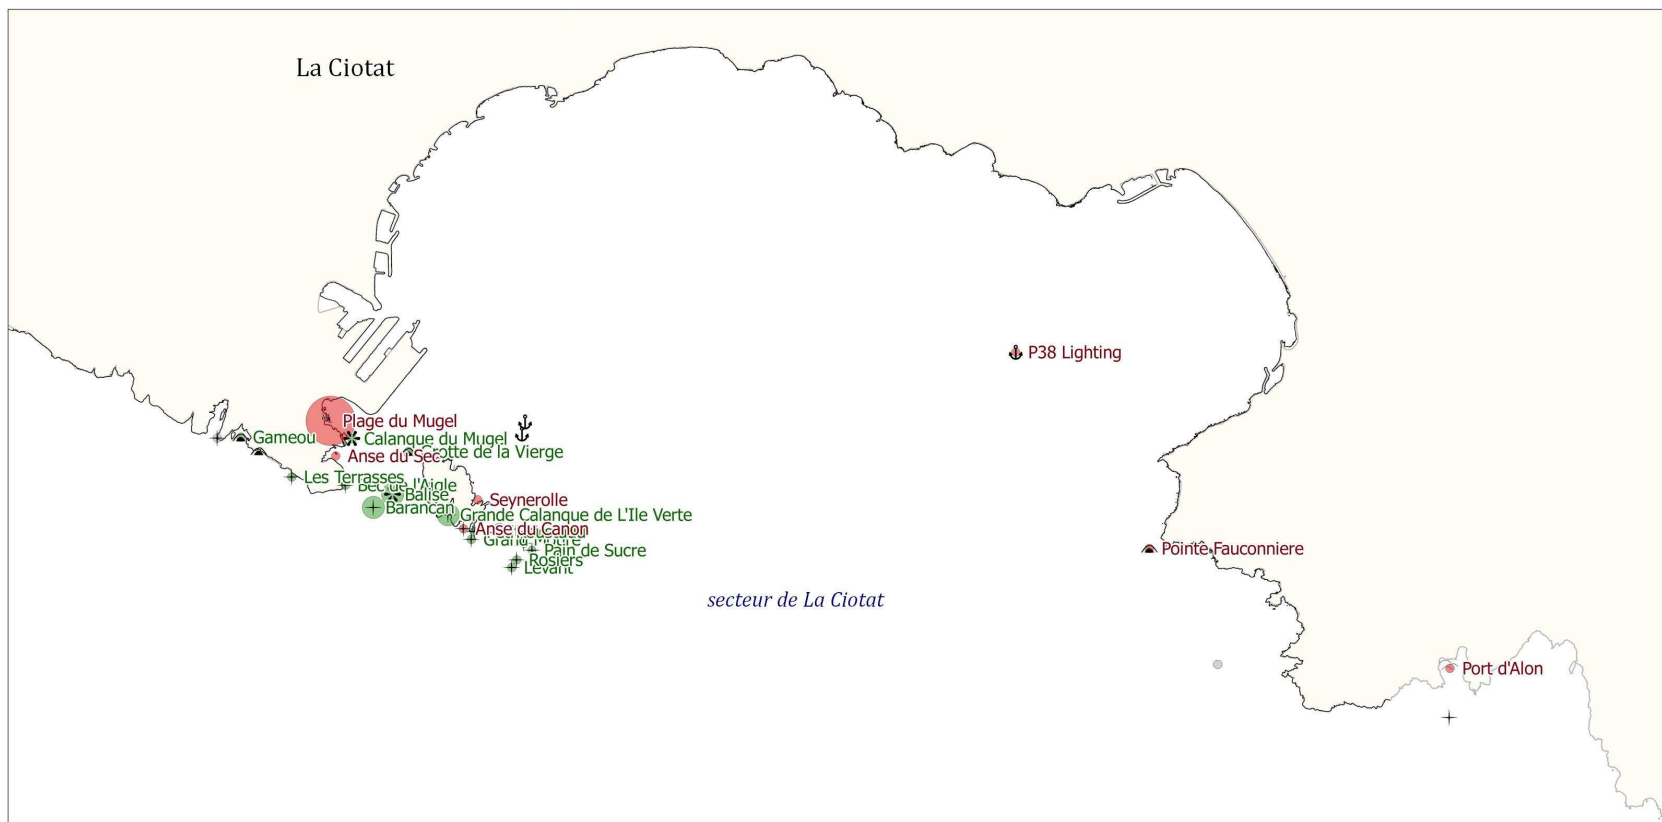 La Ciotat
P38 Lighting
Plage du Mugel
Gameou
Calanque du Mugel
Grotte de la Vierge
Anse du Sec
Les Terrasses
Bec de l'Aigle
Balise
Seynerolle
Barancan
Grande Calanque de L'Ile Verte
Anse du Canon
Pain de Sucre
Rosiers
Levant
Pointe Fauconniere
secteur de La Ciotat
Port d'Alon